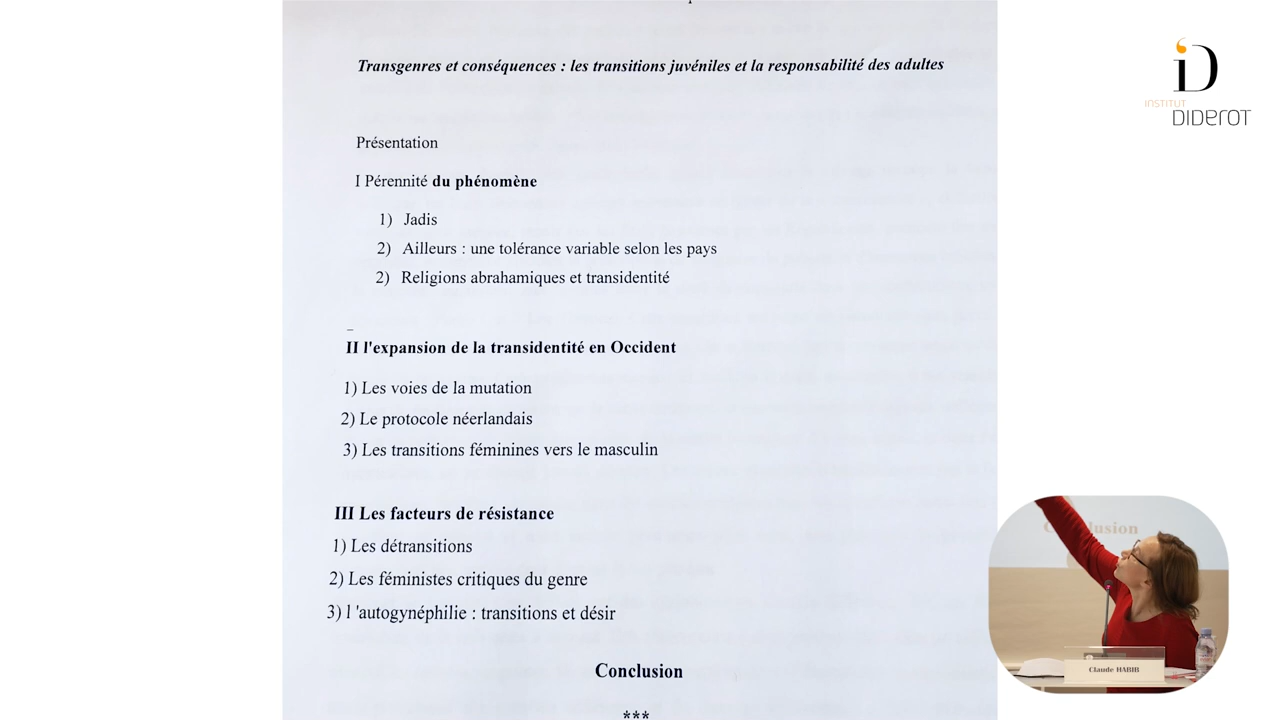 Transgenres et conséquences : les transitions juvéniles et la responsabilité des adultes
Présentation
I Pérennité du phénomène
1) Jadis
2) Ailleurs : une tolérance variable selon les pays
2) Religions abrahamiques et transidentité
II l'expansion de la transidentité en Occident
1) Les voies de la mutation
2) Le protocole néerlandais
3) Les transitions féminines vers le masculin
III Les facteurs de résistance
1) Les détransitions
2) Les féministes critiques du genre
3) l 'autogynéphilie : transitions et désir
Conclusion
***
iD
INSTITUT
DIDEROT
Claude HABIB